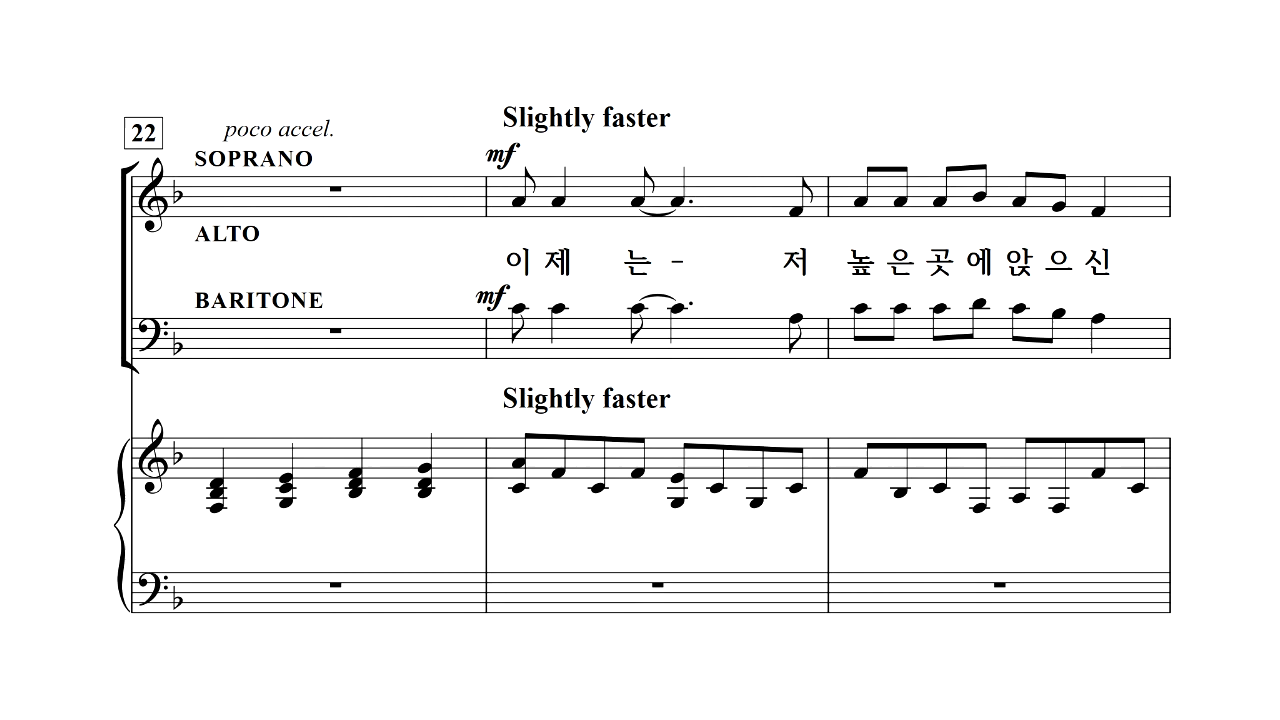 Slightly faster
22
poco accel.
SOPRANO
mf
ALTO
이 제 는 - 저 높 은 곳 에 앉 으 신
BARITONE
mf
Slightly faster